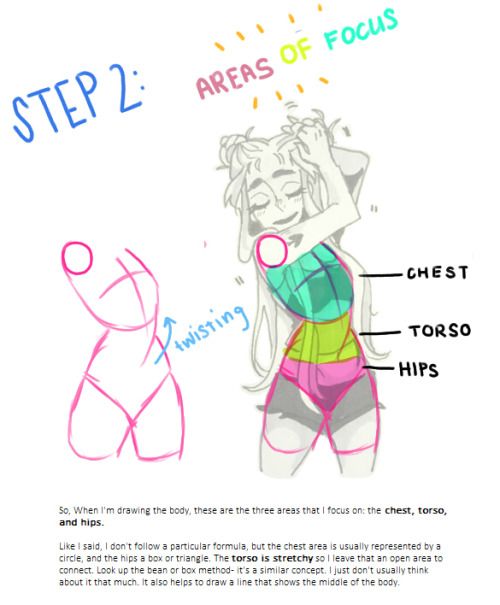 STEP 2:
AREAS OF FOCUS
CHEST
twisting
TORSO
HIPS
So, When I'm drawing the body, these are the three areas that I focus on: the chest, torso,
and hips.
Like I said, I don't follow a particular formula, but the chest area is usually represented by a
circle, and the hips a box or triangle. The torso is stretchy so I leave that an open area to
connect. Look up the bean or box method- it's a similar concept. I just don't usually think
about it that much. It also helps to draw a line that shows the middle of the body.